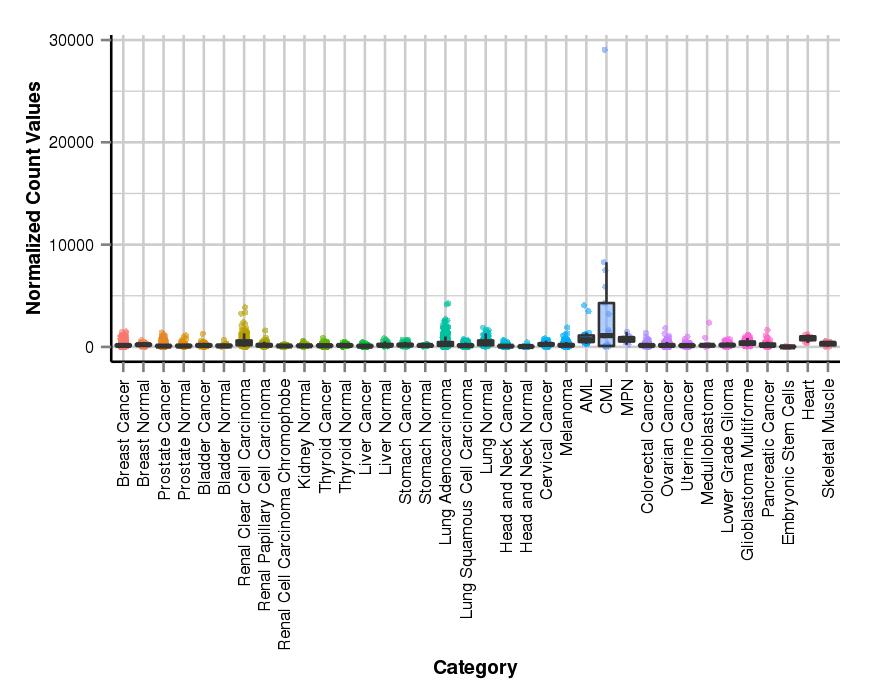 30000
20000
10000
0
Normalized Count Values
Breast Cancer
Breast Normal
Prostate Cancer
Prostate Normal
Bladder Cancer
Bladder Normal
Renal Clear Cell Carcinoma
Renal Papillary Cell Carcinoma
Renal Cell Carcinoma Chromophobe
Kidney Normal
Thyroid Cancer
Thyroid Normal
Liver Cancer
Liver Normal
Stomach Cancer
Stomach Normal
Lung Adenocarcinoma
Lung Squamous Cell Carcinoma
Lung Normal
Head and Neck Cancer
Head and Neck Normal
Cervical Cancer
Melanoma
AML
CML
MPN
Colorectal Cancer
Ovarian Cancer
Uterine Cancer
Medulloblastoma
Lower Grade Glioma
Glioblastoma Multiforme
Pancreatic Cancer
Embryonic Stem Cells
Heart
Skeletal Muscle
Category